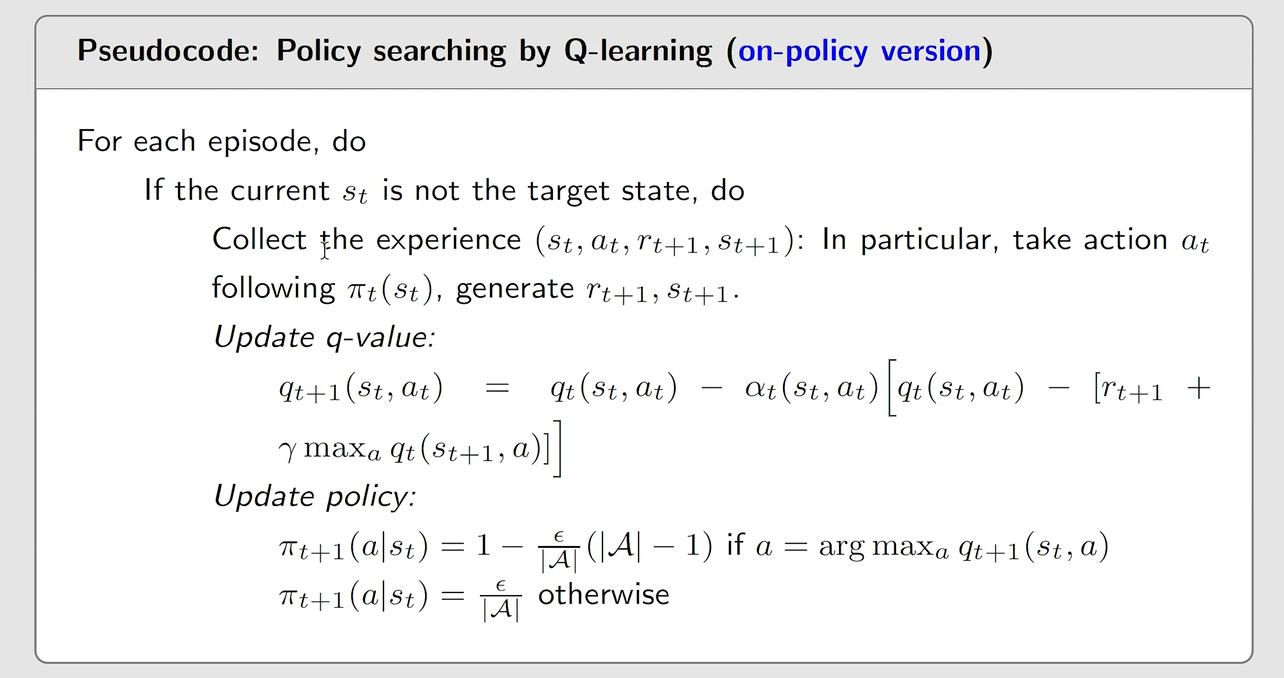 Pseudocode: Policy searching by Q-learning (on-policy version)
For each episode, do
If the current $s_t$ is not the target state, do
Collect the experience $(s_t, a_t, r_{t+1}, s_{t+1})$: In particular, take action $a_t$
following $\pi_t(s_t)$, generate $r_{t+1}, s_{t+1}$.
Update q-value:
$q_{t+1}(s_t, a_t) = q_t(s_t, a_t) - \alpha_t(s_t, a_t) \Big[ q_t(s_t, a_t) - [r_{t+1} +$
$\gamma \max_a q_t(s_{t+1}, a)] \Big]$
Update policy:
$\pi_{t+1}(a|s_t) = 1 - \frac{\epsilon}{|\mathcal{A}|}(|\mathcal{A}| - 1)$ if $a = \arg\max_a q_{t+1}(s_t, a)$
$\pi_{t+1}(a|s_t) = \frac{\epsilon}{|\mathcal{A}|}$ otherwise